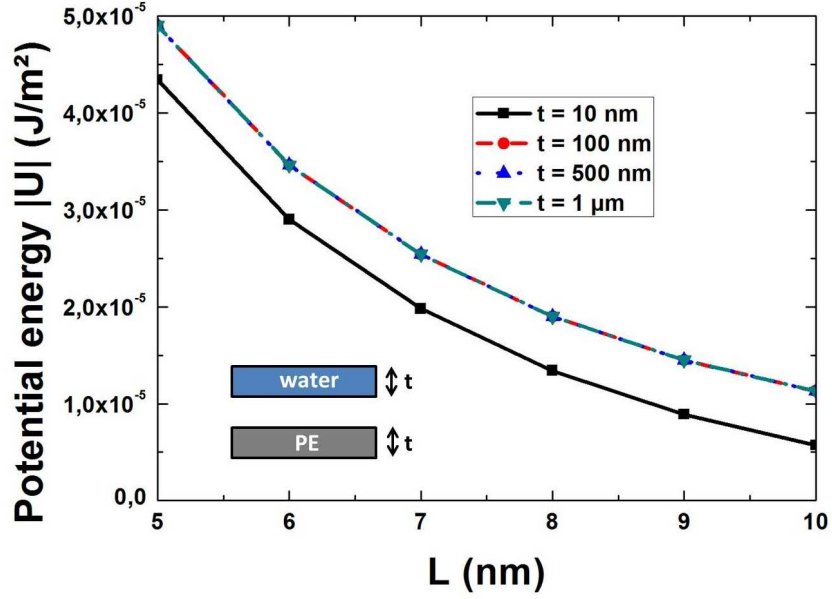 Potential energy |U| (J/m²)
5,0x10⁻⁵
4,0x10⁻⁵
3,0x10⁻⁵
2,0x10⁻⁵
1,0x10⁻⁵
0,0
t = 10 nm
t = 100 nm
t = 500 nm
t = 1 µm
water t
PE t
5 6 7 8 9 10
L (nm)